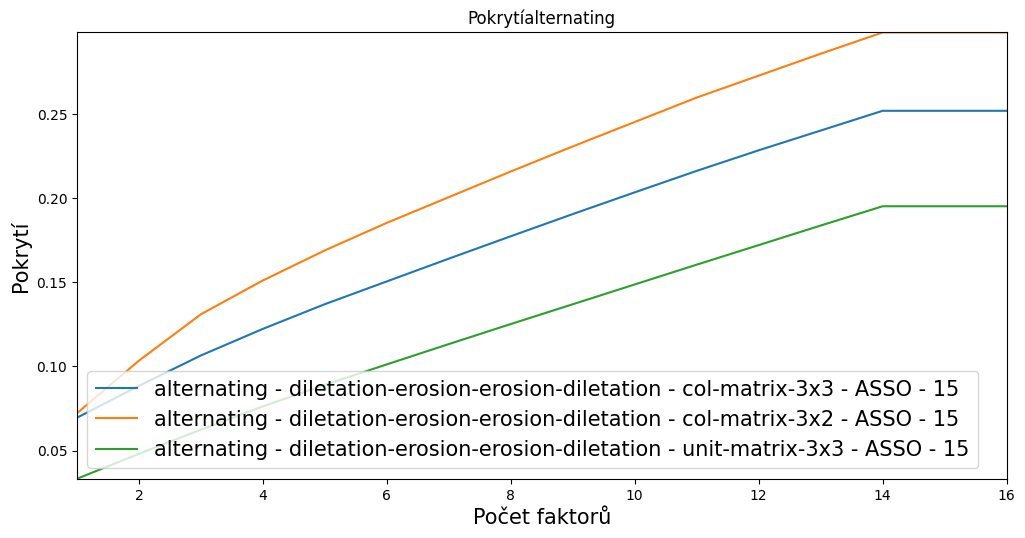 Pokrytíalternating
Pokrytí
0.25
0.20
0.15
0.10
0.05
alternating - diletation-erosion-erosion-diletation - col-matrix-3x3 - ASSO - 15
alternating - diletation-erosion-erosion-diletation - col-matrix-3x2 - ASSO - 15
alternating - diletation-erosion-erosion-diletation - unit-matrix-3x3 - ASSO - 15
2 4 6 8 10 12 14 16
Počet faktorů